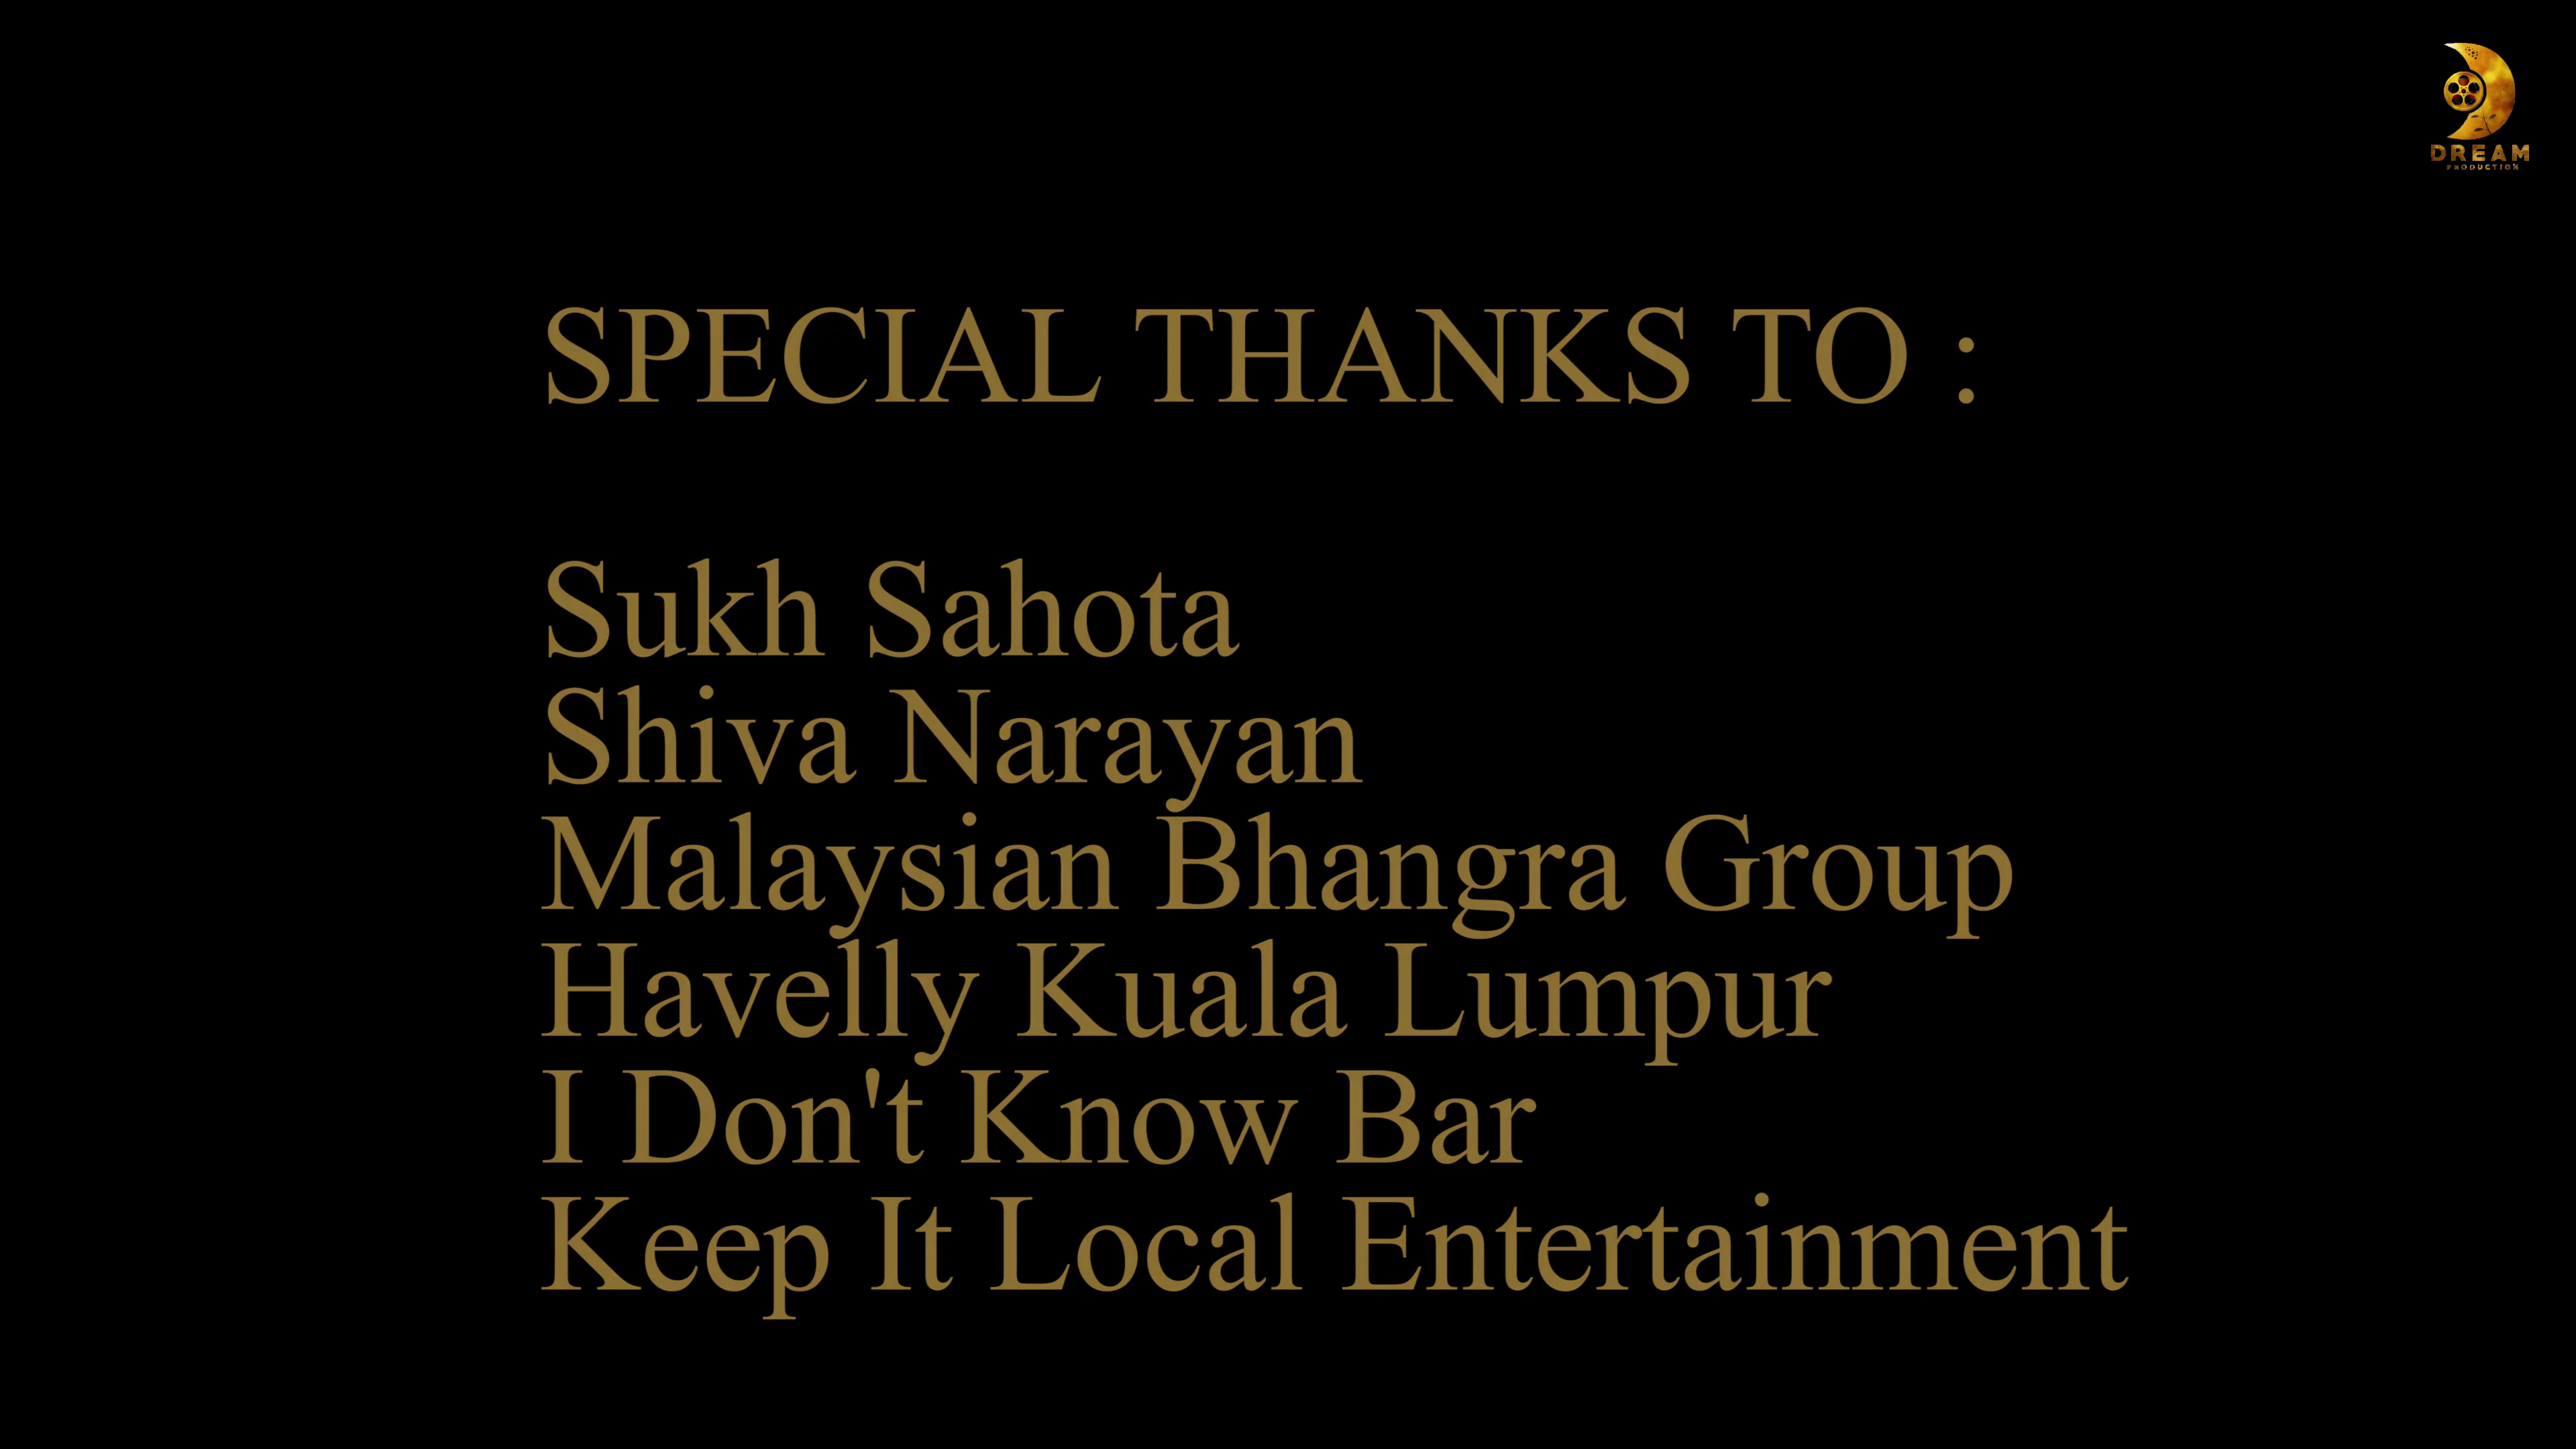 DREAM
PRODUCTION
SPECIAL THANKS TO :
Sukh Sahota
Shiva Narayan
Malaysian Bhangra Group
Havelly Kuala Lumpur
I Don't Know Bar
Keep It Local Entertainment